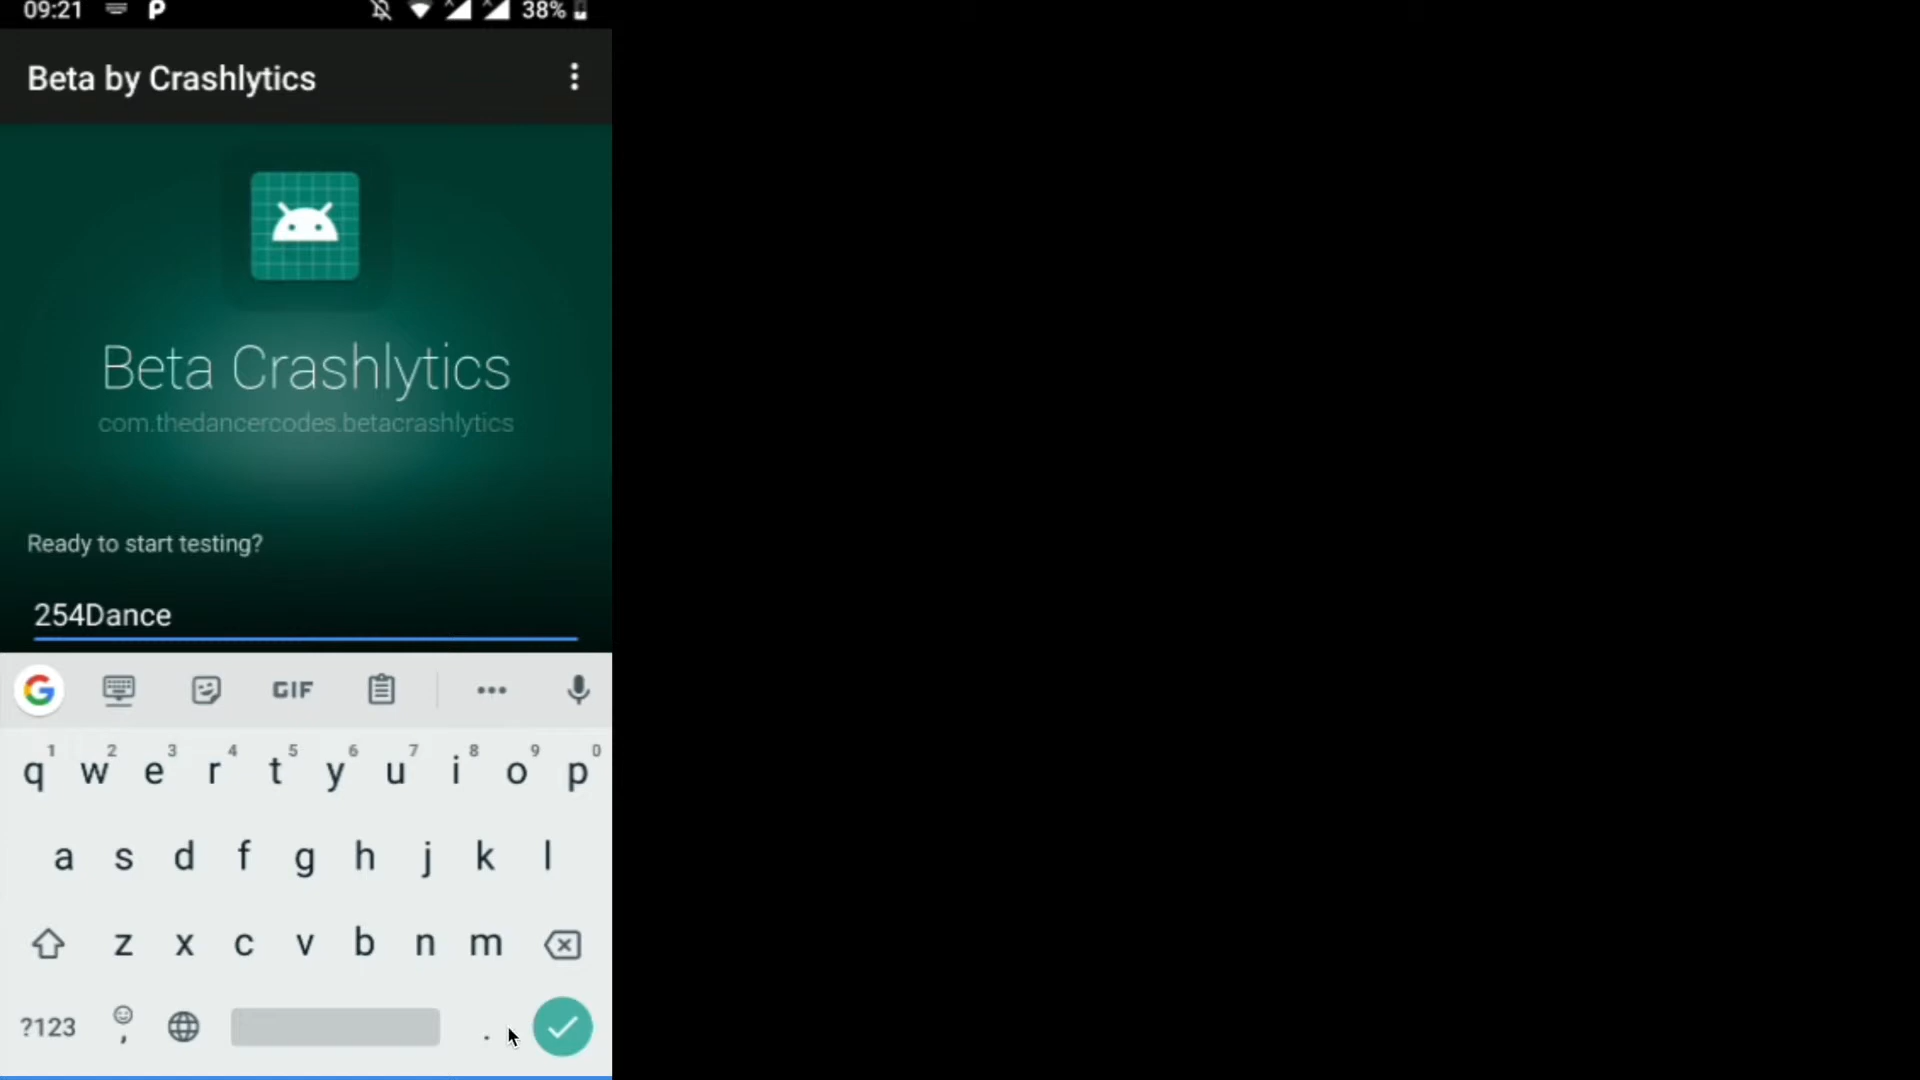 09:21 38%
Beta by Crashlytics
Beta Crashlytics
com.thedancercodes.betacrashlytics
Ready to start testing?
254Dance
G GIF
1 2 3 4 5 6 7 8 9 0
q w e r t y u i o p
a s d f g h j k l
z x c v b n m
?123 , .